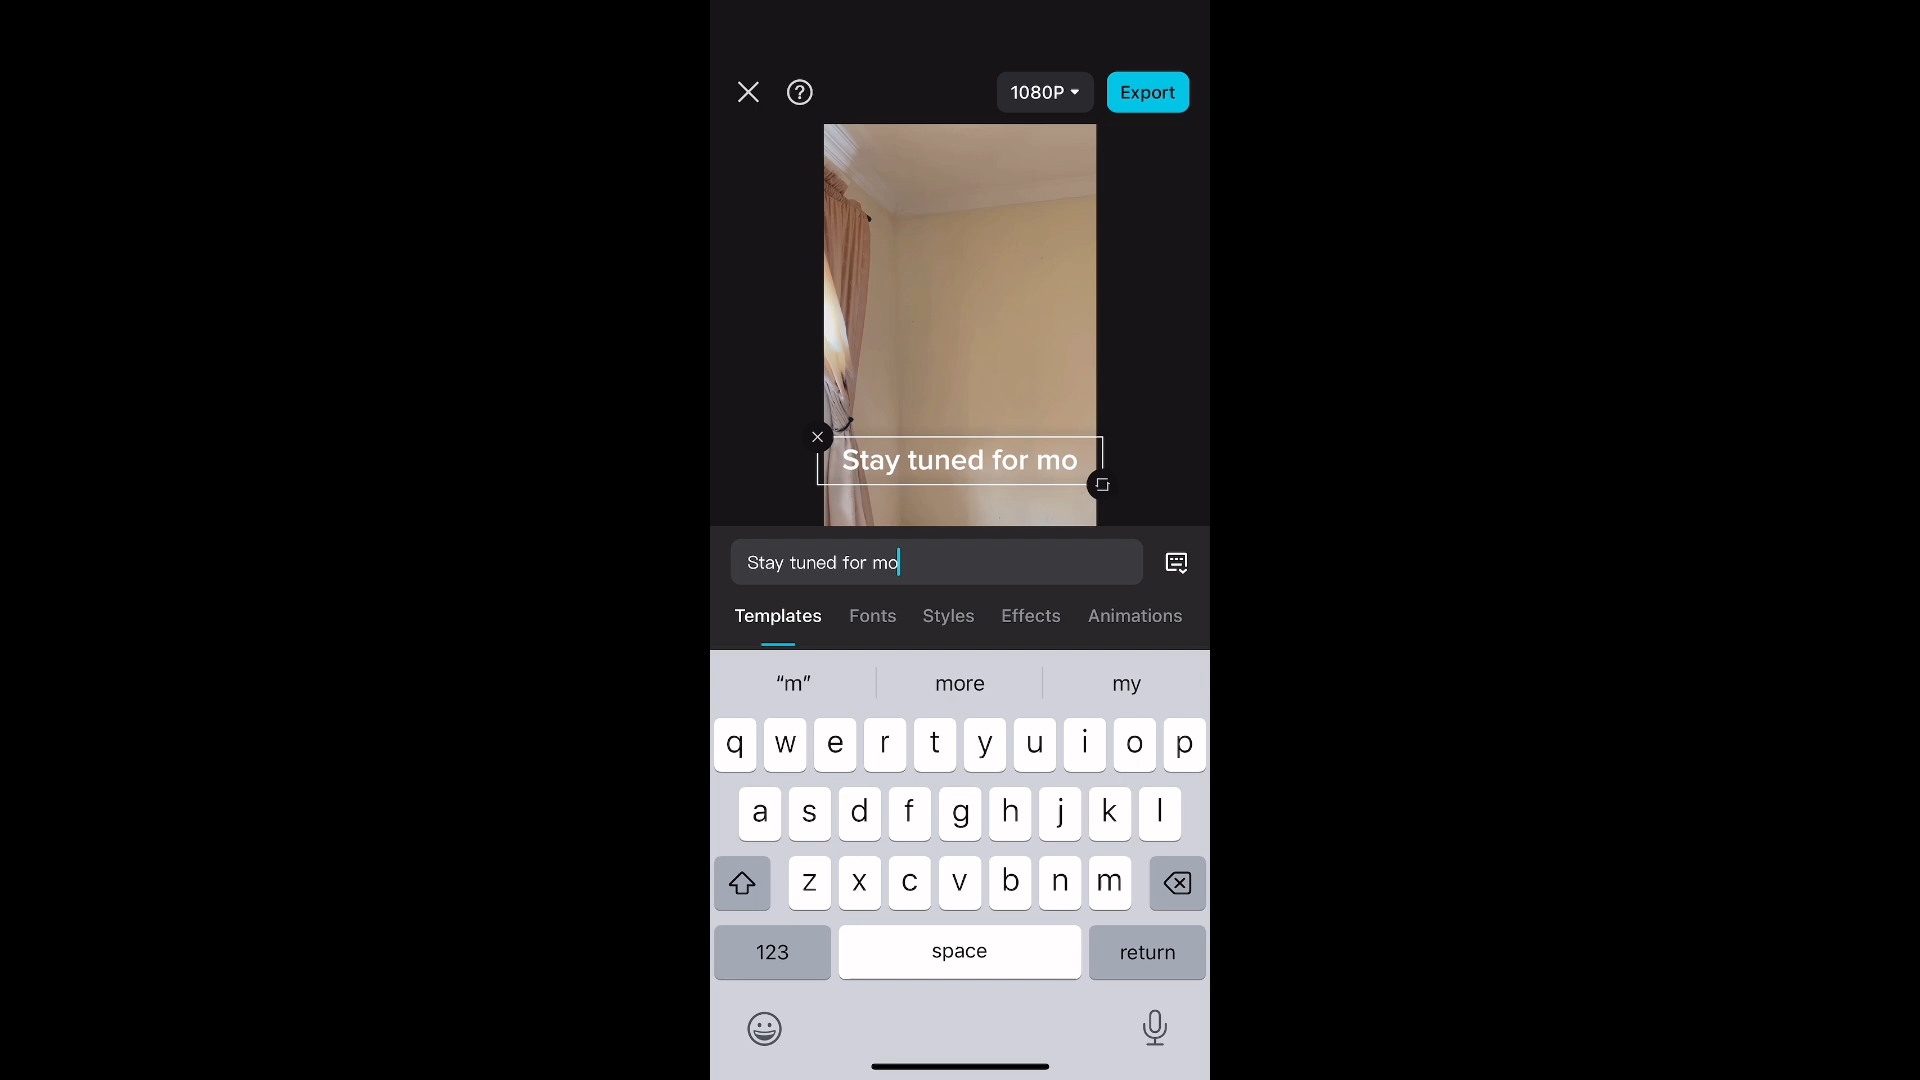 1080P
Export
Stay tuned for mo
Stay tuned for mo
Templates Fonts Styles Effects Animations
“m” more my
q w e r t y u i o p
a s d f g h j k l
z x c v b n m
123 space return